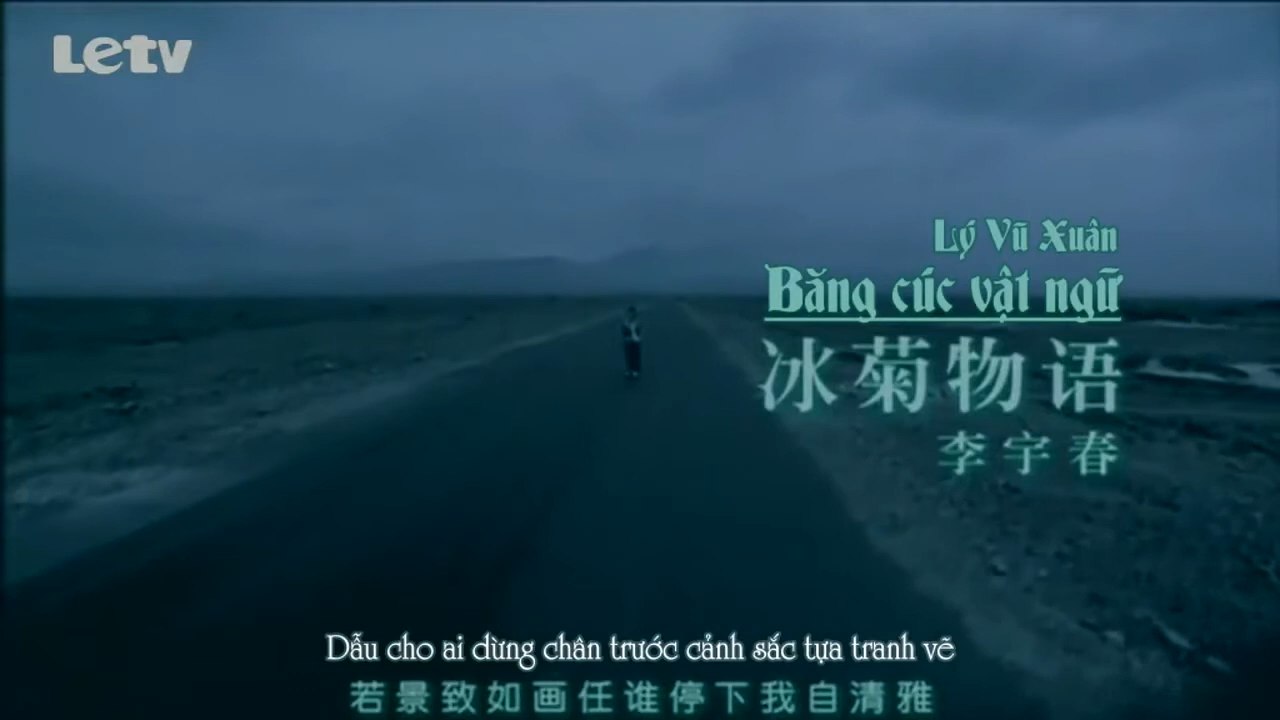 Letv
Lý Vũ Xuân
Băng cúc vật ngữ
冰菊物语
李宇春
Dẫu cho ai dừng chân trước cảnh sắc tựa tranh vẽ
若景致如画任谁停下我自清雅